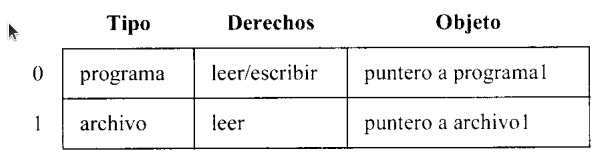 Tipo Derechos Objeto
0 programa leer/escribir puntero a programa1
1 archivo leer puntero a archivo1